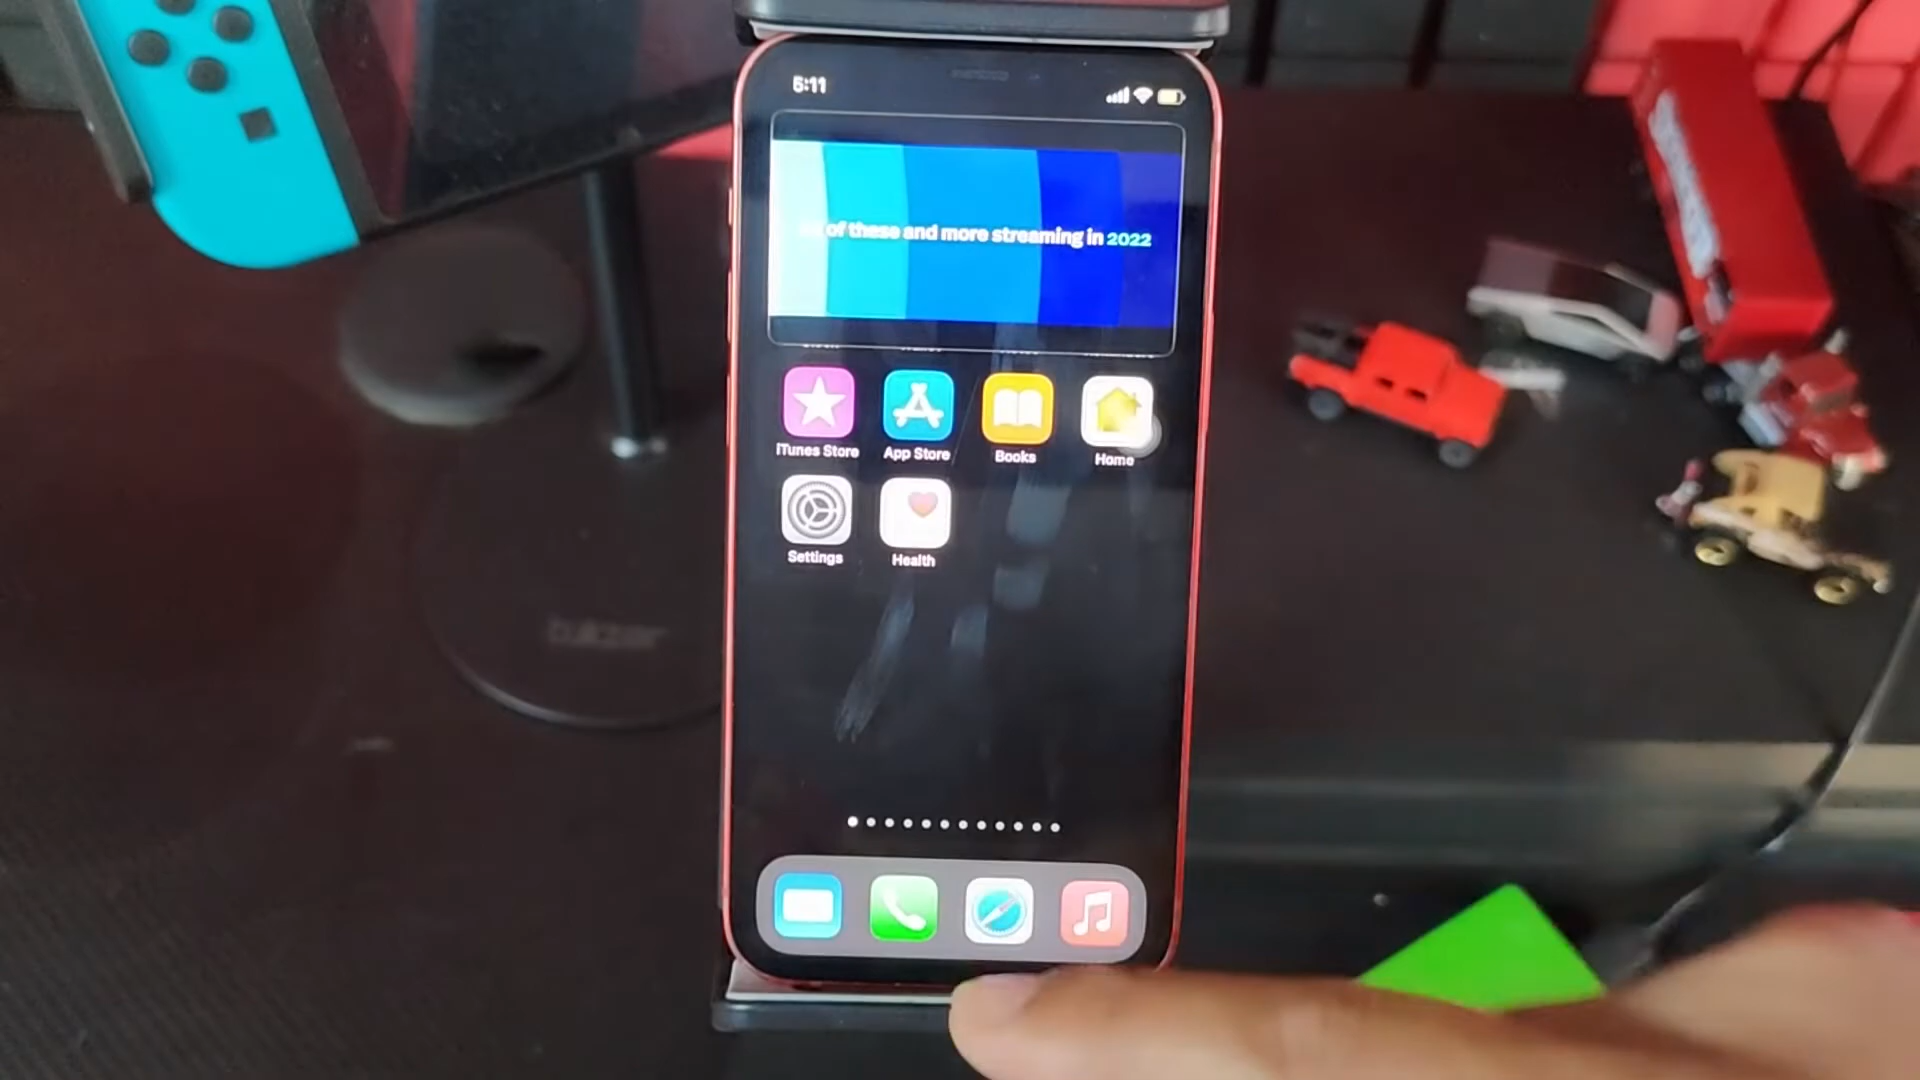 5:11
of these and more streaming in 2022
iTunes Store
App Store
Books
Home
Settings
Health